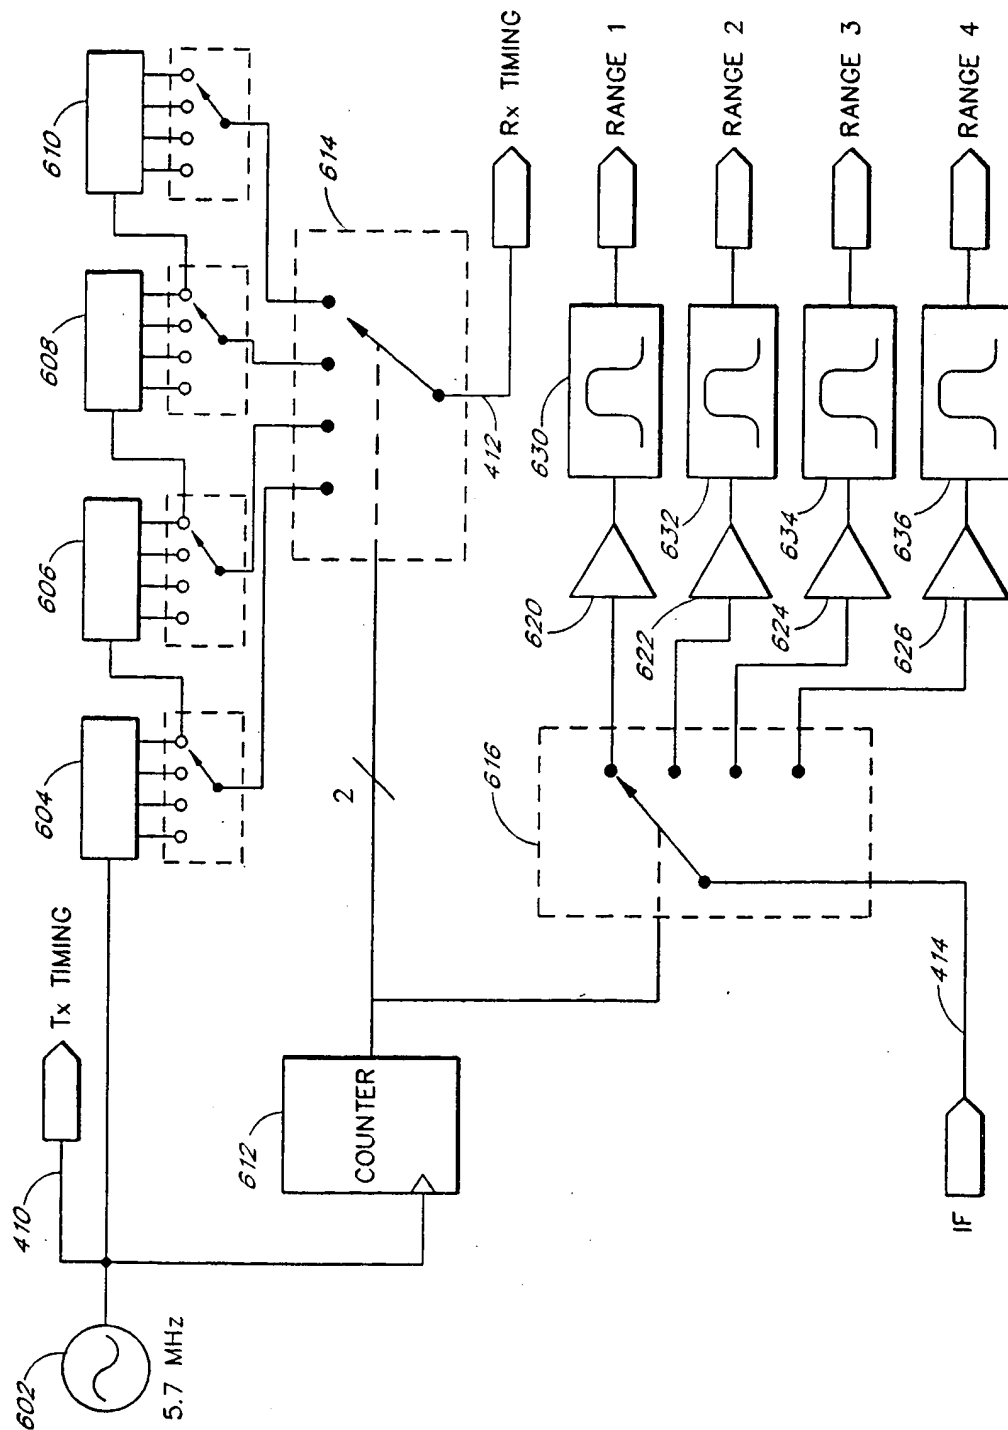 602
5.7 MHz
410
Tx TIMING
604
606
608
610
612
COUNTER
2
614
412
Rx TIMING
616
414
IF
620
630
RANGE 1
622
632
RANGE 2
624
634
RANGE 3
626
636
RANGE 4